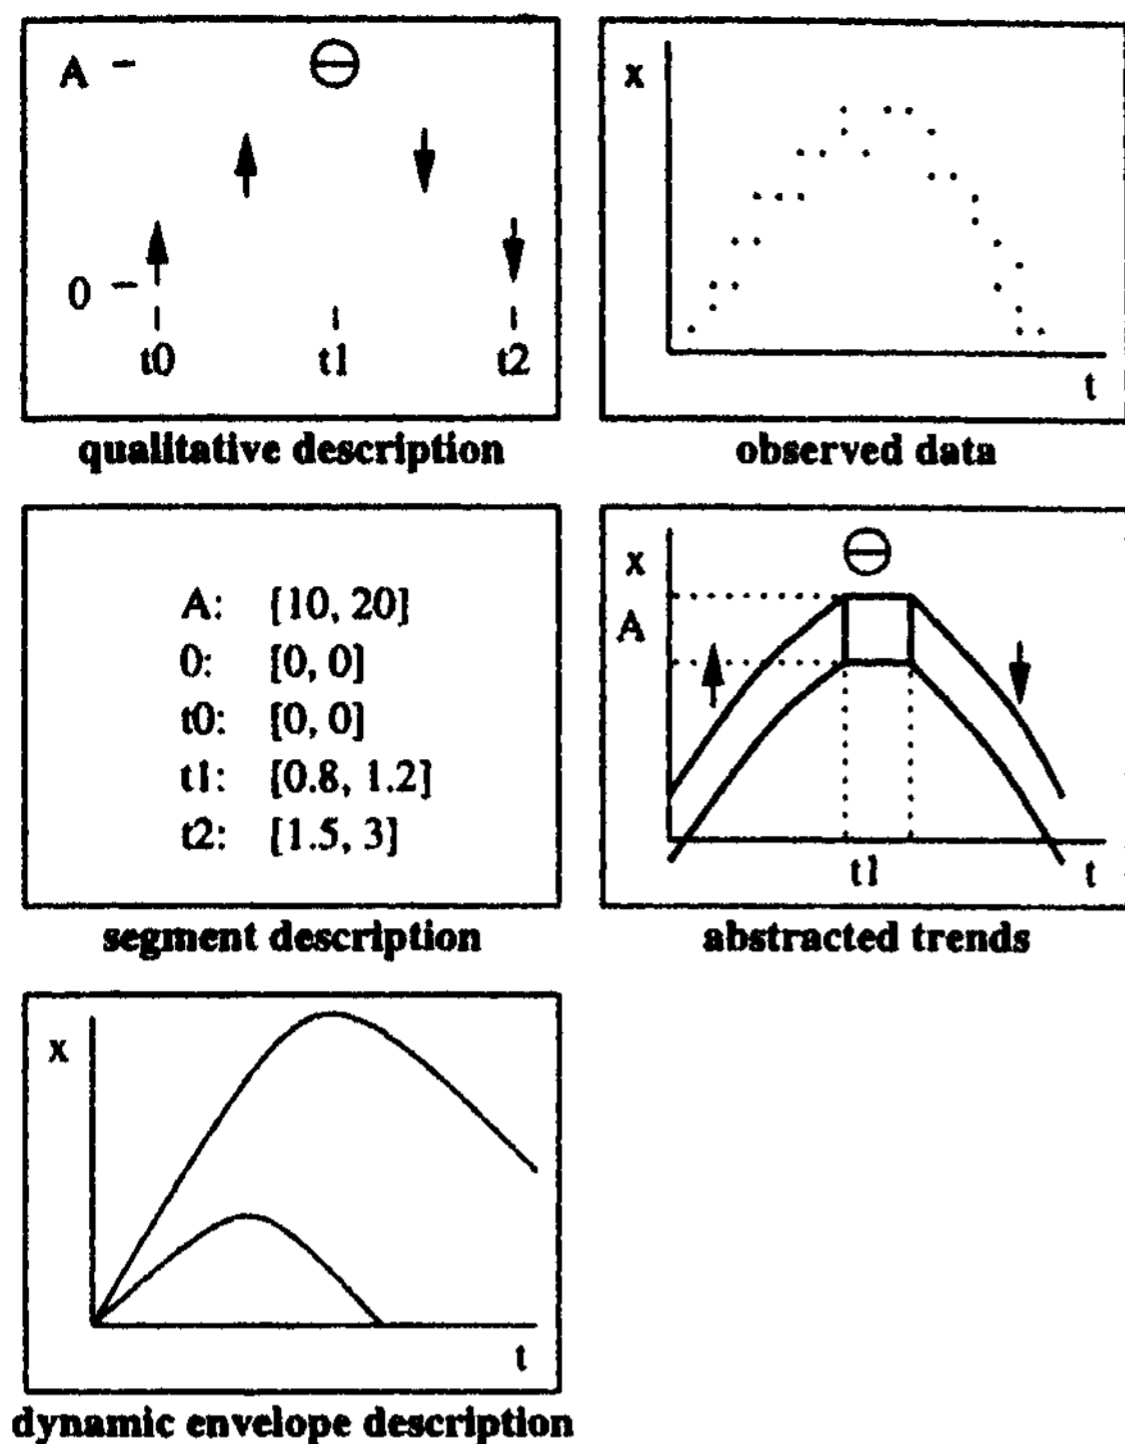 A
0
t0 t1 t2
qualitative description
x
t
observed data
A: [10, 20]
0: [0, 0]
t0: [0, 0]
t1: [0.8, 1.2]
t2: [1.5, 3]
segment description
x
A
t1 t
abstracted trends
x
t
dynamic envelope description